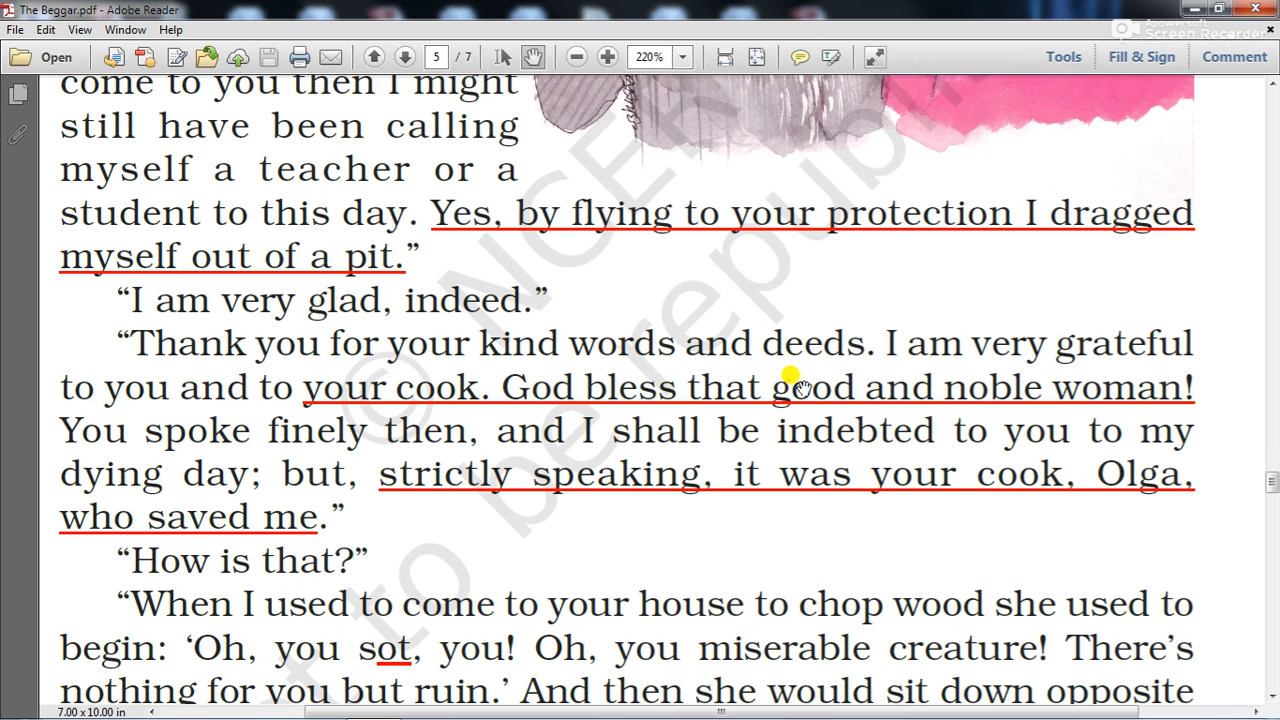 The Beggar.pdf - Adobe Reader
File Edit View Window Help
Apowersoft
Screen Recorder
Open 5 / 7 220% Tools Fill & Sign Comment
come to you then I might
still have been calling
myself a teacher or a
student to this day. Yes, by flying to your protection I dragged
myself out of a pit.”
“I am very glad, indeed.”
“Thank you for your kind words and deeds. I am very grateful
to you and to your cook. God bless that good and noble woman!
You spoke finely then, and I shall be indebted to you to my
dying day; but, strictly speaking, it was your cook, Olga,
who saved me.”
“How is that?”
“When I used to come to your house to chop wood she used to
begin: ‘Oh, you sot, you! Oh, you miserable creature! There’s
nothing for you but ruin.’ And then she would sit down opposite
7.00 x 10.00 in